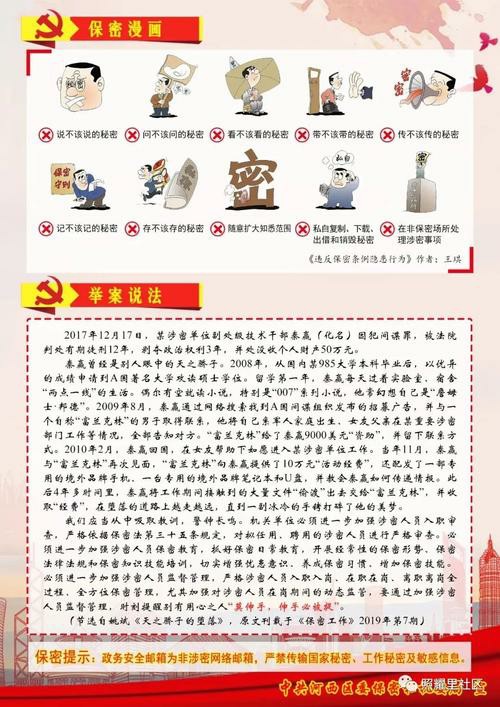 保密漫画
说不该说的秘密
问不该问的秘密
看不该看的秘密
带不该带的秘密
传不该传的秘密
记不该记的秘密
存不该存的秘密
随意扩大知悉范围
私自复制、下载、
出借和销毁秘密
在非保密场所处
理涉密事项
《违反保密条例隐患行为》作者:王琪
举案说法
2017年12月17日,某涉密单位副处级技术干部秦赢(化名)因犯间谍罪,被法院
判处有期徒刑12年,剥夺政治权利3年,并处没收个人财产50万元。
秦赢曾经是别人眼中的天之骄子。2008年,从国内某985大学本科毕业后,以优异
的成绩申请到A国著名大学攻读硕士学位。留学第一年,秦赢每天过着实验室、宿舍
“两点一线”的生活。偶尔有空就读小说,特别是“007”系列小说,他常幻想自己是“詹姆
士·邦德”。2009年8月,秦赢通过网络搜索找到A国间谍组织发布的招募广告,并与一
个自称“富兰克林”的男子取得联系,他将自己亲军人家庭出生、女友父亲在某重要涉密
部门工作等情况,全部告知对方。“富兰克林”给了秦赢9000美元“资助”,并留下联系方
式。2010年2月,秦赢回国,在女友帮助下如愿进入某涉密单位工作。当年11月,秦赢
与“富兰克林”再次见面,“富兰克林”向秦赢提供了10万元“活动经费”,还配发了一部专
用的境外品牌手机、一台专用的境外品牌笔记本和U盘,并教会秦赢如何传递情报。此
后4年多时间里,秦赢将工作期间接触到的大量文件“偷渡”出去交给“富兰克林”,并收
取“经费”,在堕落的道路上越走越远,直到一副冰冷的手铐打碎了他的美梦。
我们应当从中吸取教训,警钟长鸣。机关单位必须进一步加强涉密人员入职审
查,严格依据保密法第三十五条规定,对拟任用、聘用的涉密人员进行严格审查。必
须进一步加强涉密人员保密教育,抓好保密日常教育,开展经常性的保密形势、保密
法律法规和保密知识技能培训,切实增强忧患意识、养成保密习惯,增加保密技能。
必须进一步加强涉密人员监督管理,严格涉密人员入职入岗、在职在岗、离职离岗全
过程,全方位保密管理,尤其加强对涉密人员在岗期间的动态监管,要通过加强涉密
人员监督管理,时刻提醒别有用心之人“莫伸手,伸手必被捉”。
(节选自姚斌《天之骄子的堕落》,原文刊载于《保密工作》2019年第7期)
保密提示:政务安全邮箱为非涉密网络邮箱,严禁传输国家秘密、工作秘密及敏感信息。
中共河西区委保密
照耀里社区